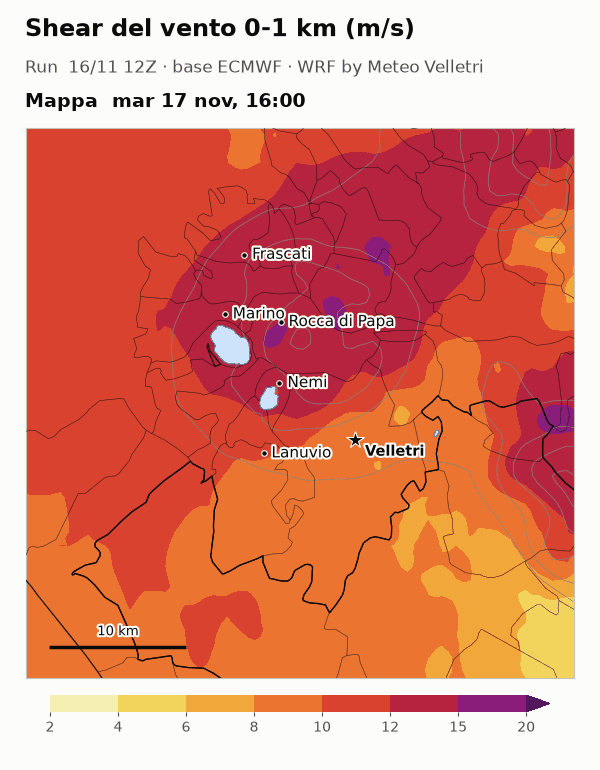 Shear del vento 0-1 km (m/s)
Run  16/11 12Z · base ECMWF · WRF by Meteo Velletri
Mappa  mar 17 nov, 16:00
Frascati
Marino
Rocca di Papa
Nemi
Velletri
Lanuvio
10 km
2 4 6 8 10 12 15 20